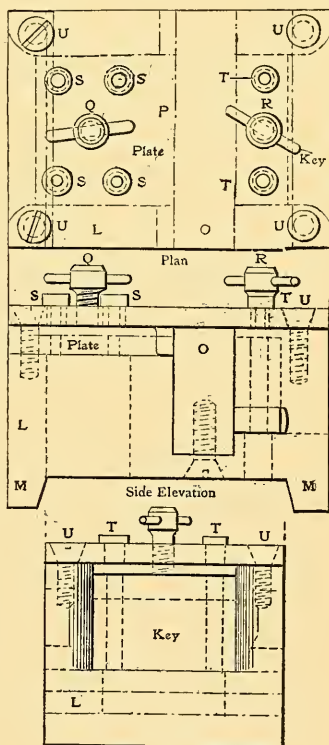 U U
S S T
Q P R
Plate Key
S S T
U L O U
Plan
Q R
S S T U
Plate O
L
M M
Side Elevation
U T T U
Key
L